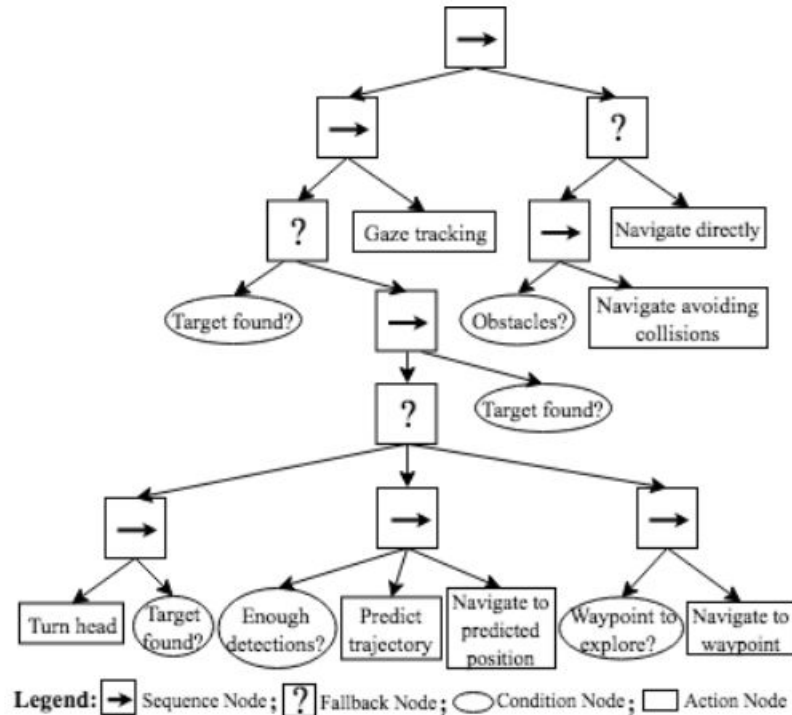 ?
?
Gaze tracking
Navigate directly
Target found?
Obstacles?
Navigate avoiding
collisions
?
Target found?
Turn head
Target
found?
Enough
detections?
Predict
trajectory
Navigate to
predicted
position
Waypoint to
explore?
Navigate to
waypoint
Legend: → Sequence Node; ? Fallback Node; Condition Node; Action Node